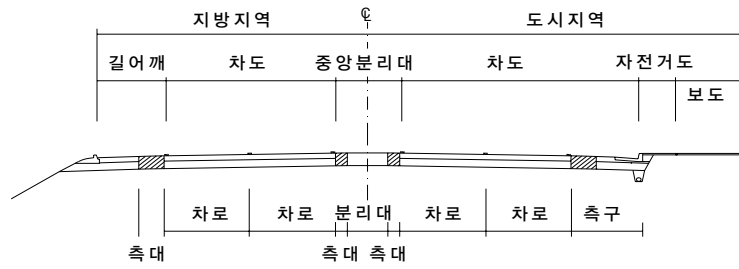 지방지역 ℄ 도시지역
길어깨 차도 중앙분리대 차도 자전거도
보도
차로 차로 분리대 차로 차로 측구
측대 측대 측대